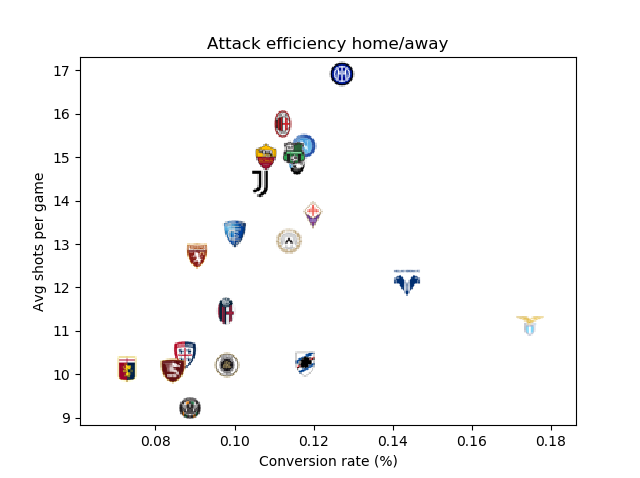 Attack efficiency home/away
Avg shots per game
17
16
15
14
13
12
11
10
9
0.08 0.10 0.12 0.14 0.16 0.18
Conversion rate (%)